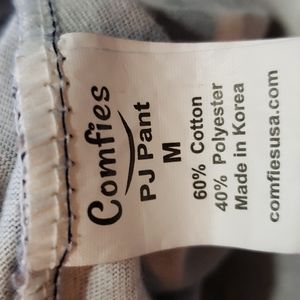 Comfies
PJ Pant
M
60% Cotton
40% Polyester
Made in Korea
comfiesusa.com